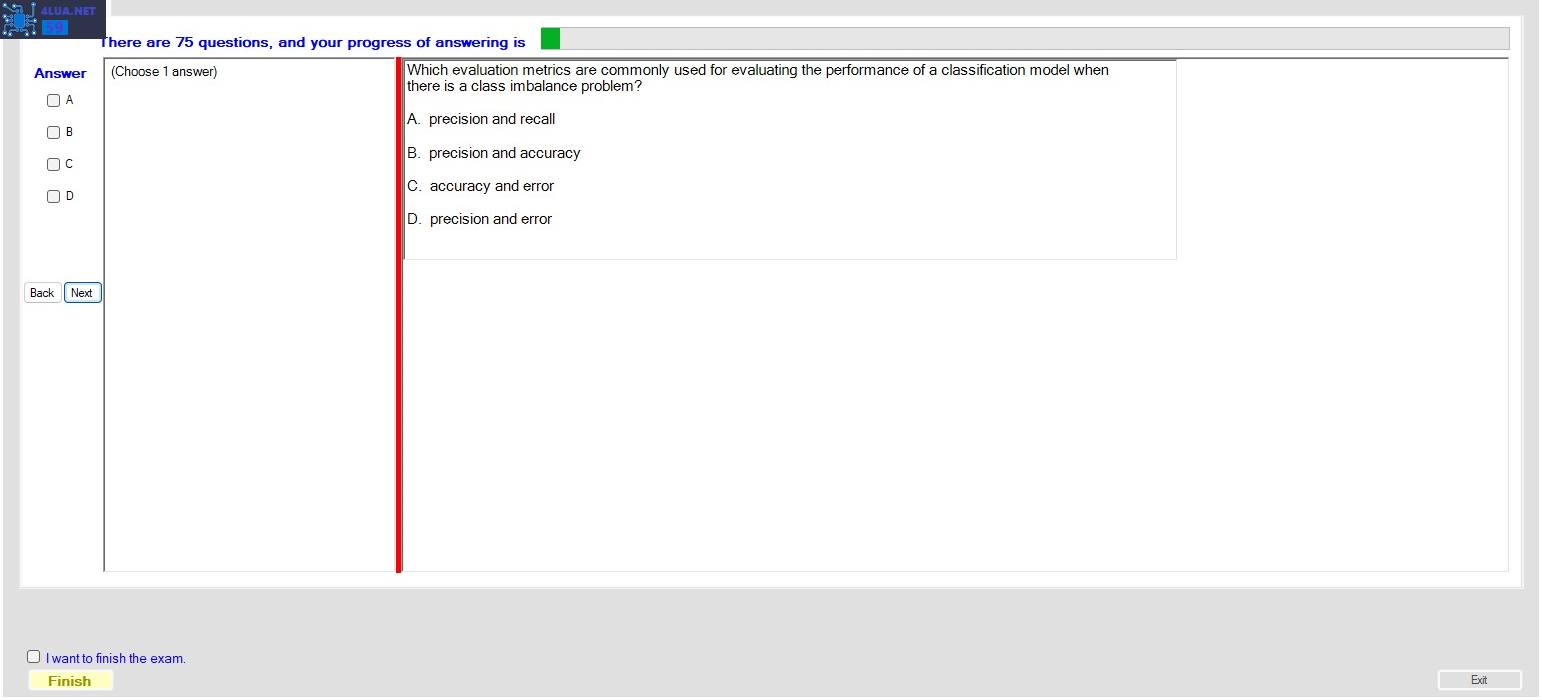 4LUA.NET
59
There are 75 questions, and your progress of answering is
Answer
A
B
C
D
Back
Next
(Choose 1 answer)
Which evaluation metrics are commonly used for evaluating the performance of a classification model when
there is a class imbalance problem?
A. precision and recall
B. precision and accuracy
C. accuracy and error
D. precision and error
I want to finish the exam.
Finish
Exit